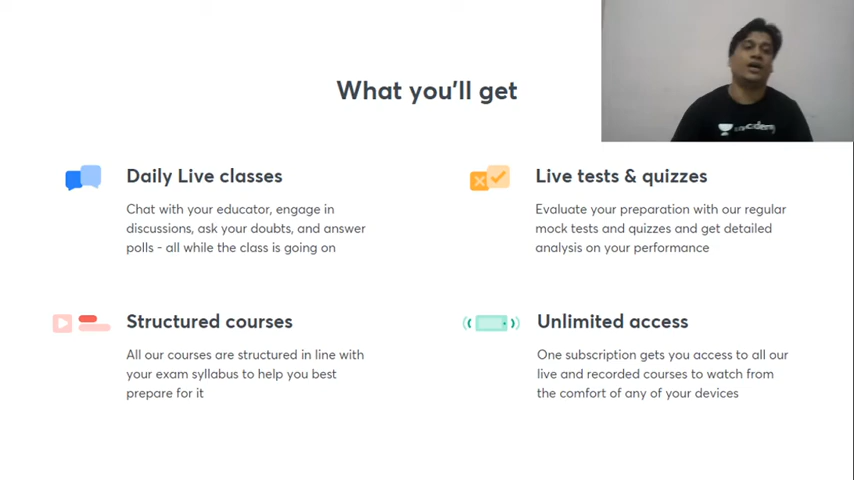 What you'll get
Daily Live classes
Chat with your educator, engage in
discussions, ask your doubts, and answer
polls - all while the class is going on
Live tests & quizzes
Evaluate your preparation with our regular
mock tests and quizzes and get detailed
analysis on your performance
Structured courses
All our courses are structured in line with
your exam syllabus to help you best
prepare for it
Unlimited access
One subscription gets you access to all our
live and recorded courses to watch from
the comfort of any of your devices